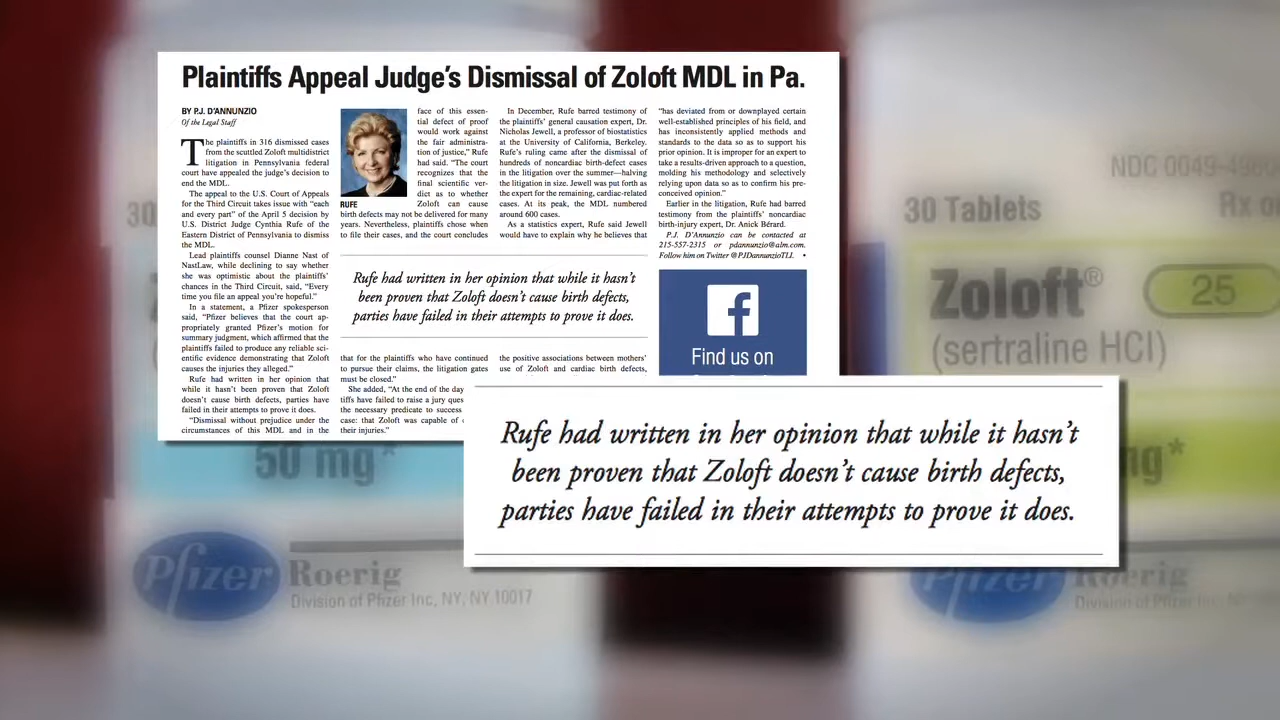 Plaintiffs Appeal Judge's Dismissal of Zoloft MDL in Pa.
BY P.J. D'ANNUNZIO
Of the Legal Staff
The plaintiffs in 316 dismissed cases
from the scuttled Zoloft multidistrict
litigation in Pennsylvania federal
court have appealed the judge's decision to
end the MDL.
The appeal to the U.S. Court of Appeals
for the Third Circuit takes issue with "each
and every part" of the April 5 decision by
U.S. District Judge Cynthia Rufe of the
Eastern District of Pennsylvania to dismiss
the MDL.
Lead plaintiffs counsel Dianne Nast of
NastLaw, while declining to say whether
she was optimistic about the plaintiffs'
chances in the Third Circuit, said, "Every
time you file an appeal you're hopeful."
In a statement, a Pfizer spokesperson
said, "Pfizer believes that the court ap-
propriately granted Pfizer's motion for
summary judgment, which affirmed that the
plaintiffs failed to produce any reliable sci-
entific evidence demonstrating that Zoloft
causes the injuries they alleged."
Rufe had written in her opinion that
while it hasn't been proven that Zoloft
doesn't cause birth defects, parties have
failed in their attempts to prove it does.
"Dismissal without prejudice under the
circumstances of this MDL and in the
RUFE
face of this essen-
tial defect of proof
would work against
the fair administra-
tion of justice," Rufe
had said. "The court
recognizes that the
final scientific ver-
dict as to whether
Zoloft can cause
birth defects may not be delivered for many
years. Nevertheless, plaintiffs chose when
to file their cases, and the court concludes
Rufe had written in her opinion that while it hasn't
been proven that Zoloft doesn't cause birth defects,
parties have failed in their attempts to prove it does.
that for the plaintiffs who have continued
to pursue their claims, the litigation gates
must be closed."
She added, "At the end of the day
tiffs have failed to raise a jury ques
the necessary predicate to success
case: that Zoloft was capable of
their injuries."
In December, Rufe barred testimony of
the plaintiffs' general causation expert, Dr.
Nicholas Jewell, a professor of biostatistics
at the University of California, Berkeley.
Rufe's ruling came after the dismissal of
hundreds of noncardiac birth-defect cases
in the litigation over the summer—halving
the litigation in size. Jewell was put forth as
the expert for the remaining, cardiac-related
cases. At its peak, the MDL numbered
around 600 cases.
As a statistics expert, Rufe said Jewell
would have to explain why he believes that
the positive associations between mothers'
use of Zoloft and cardiac birth defects,
"has deviated from or downplayed certain
well-established principles of his field, and
has inconsistently applied methods and
standards to the data so as to support his
prior opinion. It is improper for an expert to
take a results-driven approach to a question,
molding his methodology and selectively
relying upon data so as to confirm his pre-
conceived opinion."
Earlier in the litigation, Rufe had barred
testimony from the plaintiffs' noncardiac
birth-injury expert, Dr. Anick Bérard.
P.J. D'Annunzio can be contacted at
215-557-2315 or pdannunzio@alm.com.
Follow him on Twitter @PJDannunzioTLI. •
Find us on
Rufe had written in her opinion that while it hasn't
been proven that Zoloft doesn't cause birth defects,
parties have failed in their attempts to prove it does.
30
50 mg*
Pfizer
Roerig
Division of Pfizer Inc, NY, NY 10017
NDC 0049-4960
30 Tablets
Rx
Zoloft®
25
(sertraline HCl)
mg*
Pfizer